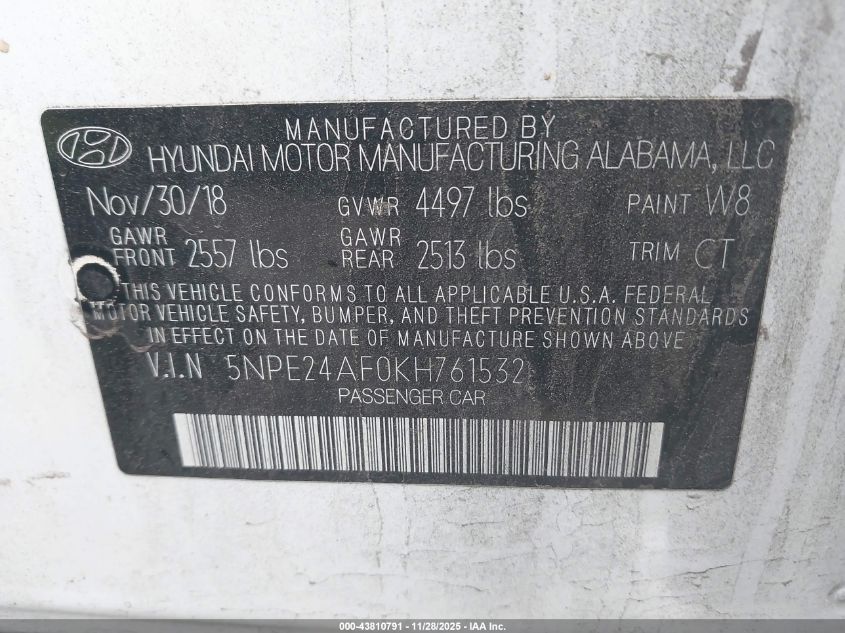 MANUFACTURED BY
HYUNDAI MOTOR MANUFACTURING ALABAMA, LLC
Nov/30/18 GVWR 4497 lbs PAINT W8
GAWR FRONT 2557 lbs GAWR REAR 2513 lbs TRIM CT
THIS VEHICLE CONFORMS TO ALL APPLICABLE U.S.A. FEDERAL
MOTOR VEHICLE SAFETY, BUMPER, AND THEFT PREVENTION STANDARDS
IN EFFECT ON THE DATE OF MANUFACTURE SHOWN ABOVE
V.I.N 5NPE24AF0KH761532
PASSENGER CAR
000-43810791 - 11/28/2025 - IAA Inc.